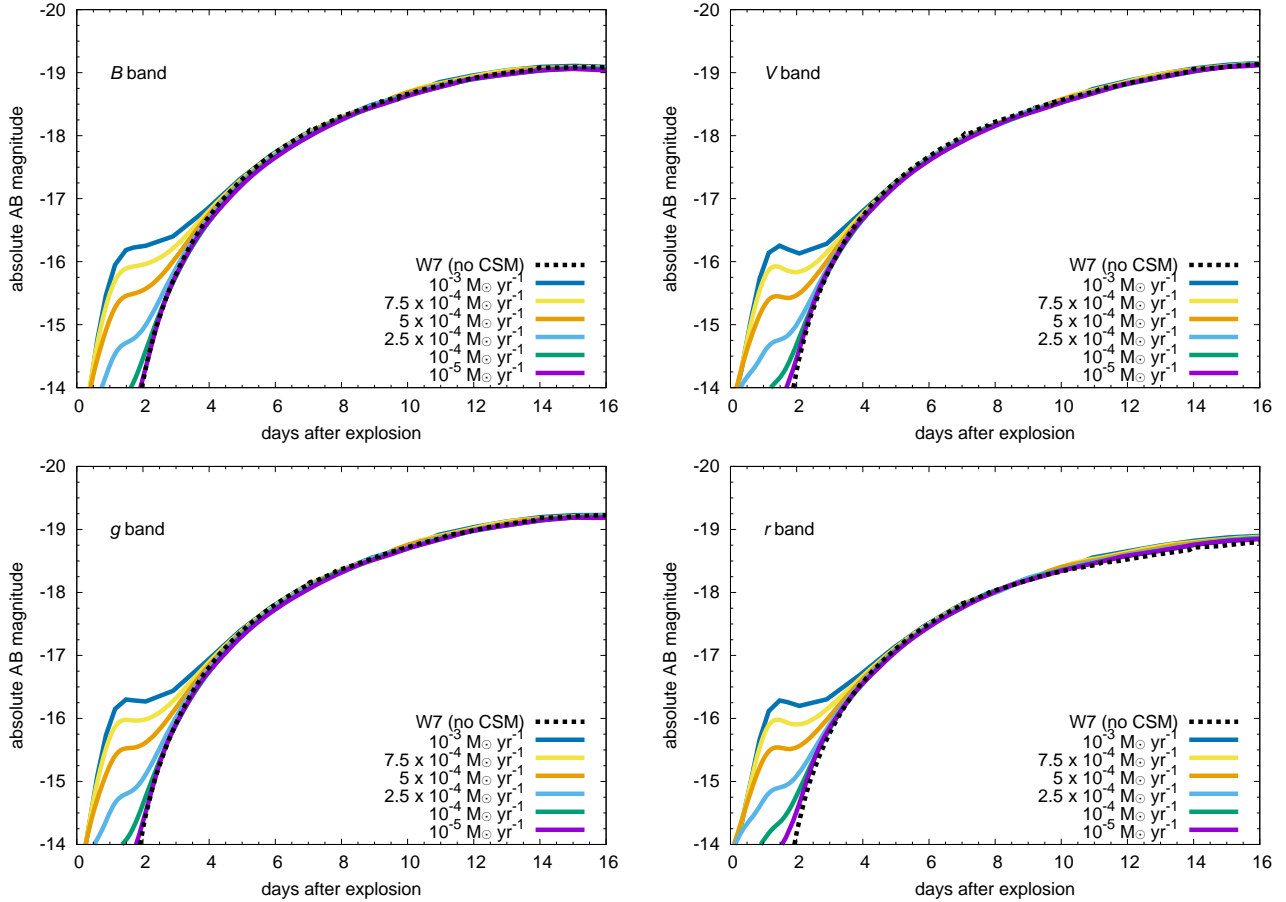 -20
-19
-18
-17
-16
-15
-14
absolute AB magnitude
B band
W7 (no CSM)
10⁻³ M☉ yr⁻¹
7.5 x 10⁻⁴ M☉ yr⁻¹
5 x 10⁻⁴ M☉ yr⁻¹
2.5 x 10⁻⁴ M☉ yr⁻¹
10⁻⁴ M☉ yr⁻¹
10⁻⁵ M☉ yr⁻¹
0 2 4 6 8 10 12 14 16
days after explosion
-20
-19
-18
-17
-16
-15
-14
absolute AB magnitude
V band
W7 (no CSM)
10⁻³ M☉ yr⁻¹
7.5 x 10⁻⁴ M☉ yr⁻¹
5 x 10⁻⁴ M☉ yr⁻¹
2.5 x 10⁻⁴ M☉ yr⁻¹
10⁻⁴ M☉ yr⁻¹
10⁻⁵ M☉ yr⁻¹
0 2 4 6 8 10 12 14 16
days after explosion
-20
-19
-18
-17
-16
-15
-14
absolute AB magnitude
g band
W7 (no CSM)
10⁻³ M☉ yr⁻¹
7.5 x 10⁻⁴ M☉ yr⁻¹
5 x 10⁻⁴ M☉ yr⁻¹
2.5 x 10⁻⁴ M☉ yr⁻¹
10⁻⁴ M☉ yr⁻¹
10⁻⁵ M☉ yr⁻¹
0 2 4 6 8 10 12 14 16
days after explosion
-20
-19
-18
-17
-16
-15
-14
absolute AB magnitude
r band
W7 (no CSM)
10⁻³ M☉ yr⁻¹
7.5 x 10⁻⁴ M☉ yr⁻¹
5 x 10⁻⁴ M☉ yr⁻¹
2.5 x 10⁻⁴ M☉ yr⁻¹
10⁻⁴ M☉ yr⁻¹
10⁻⁵ M☉ yr⁻¹
0 2 4 6 8 10 12 14 16
days after explosion